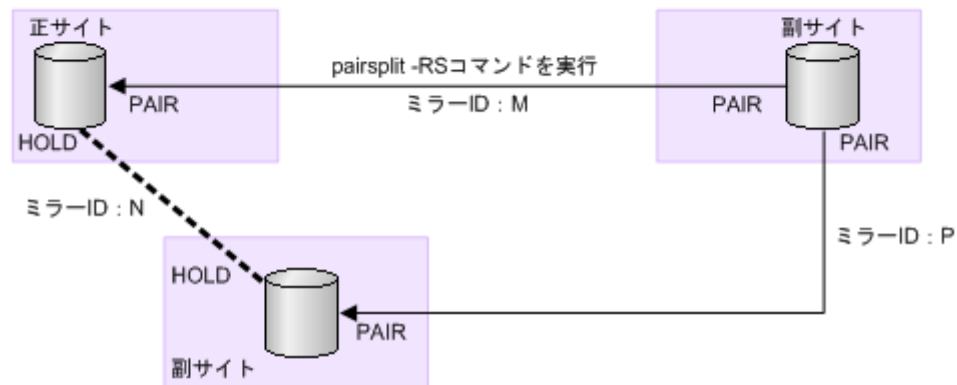 正サイト
副サイト
pairsplit -RSコマンドを実行
PAIR
ミラーID：M
PAIR
HOLD
PAIR
ミラーID：N
ミラーID：P
HOLD
PAIR
副サイト